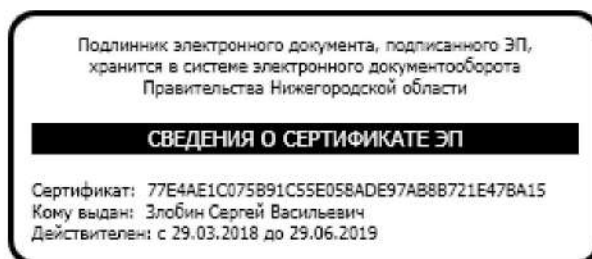 Подлинник электронного документа, подписанного ЭП,
хранится в системе электронного документооборота
Правительства Нижегородской области
СВЕДЕНИЯ О СЕРТИФИКАТЕ ЭП
Сертификат: 77E4AE1C075B91C55E058ADE97AB8B721E47BA15
Кому выдан: Злобин Сергей Васильевич
Действителен: с 29.03.2018 до 29.06.2019